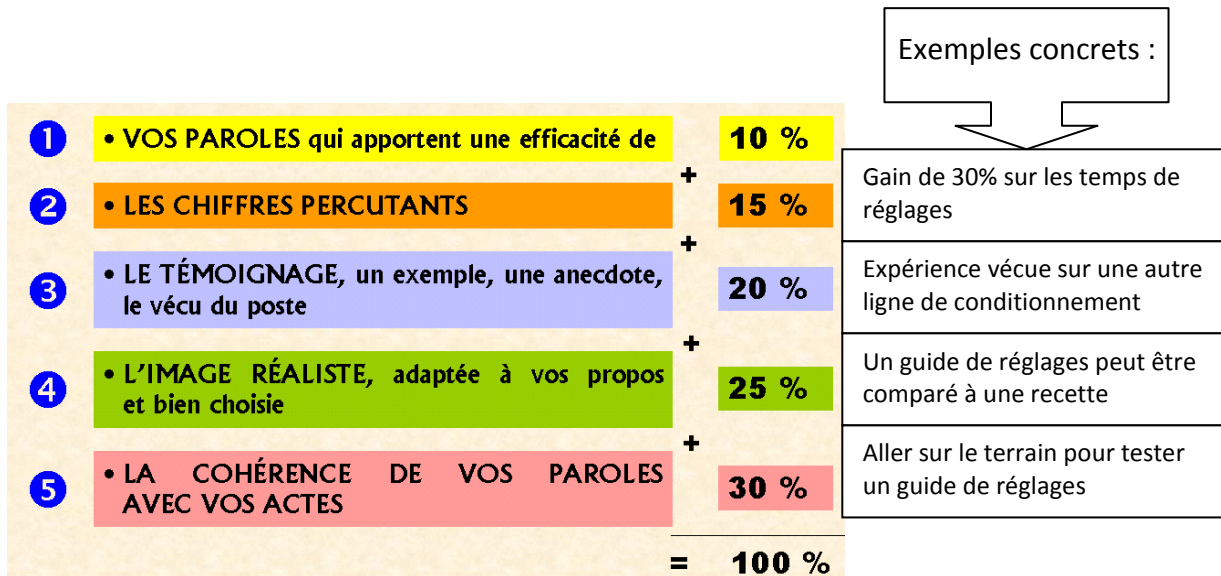 Exemples concrets :
1 • VOS PAROLES qui apportent une efficacité de 10 %
+
2 • LES CHIFFRES PERCUTANTS 15 %
Gain de 30% sur les temps de
réglages
+
3 • LE TÉMOIGNAGE, un exemple, une anecdote,
le vécu du poste
20 %
Expérience vécue sur une autre
ligne de conditionnement
+
4 • L'IMAGE RÉALISTE, adaptée à vos propos
et bien choisie
25 %
Un guide de réglages peut être
comparé à une recette
+
5 • LA COHÉRENCE DE VOS PAROLES
AVEC VOS ACTES
30 %
Aller sur le terrain pour tester
un guide de réglages
= 100 %